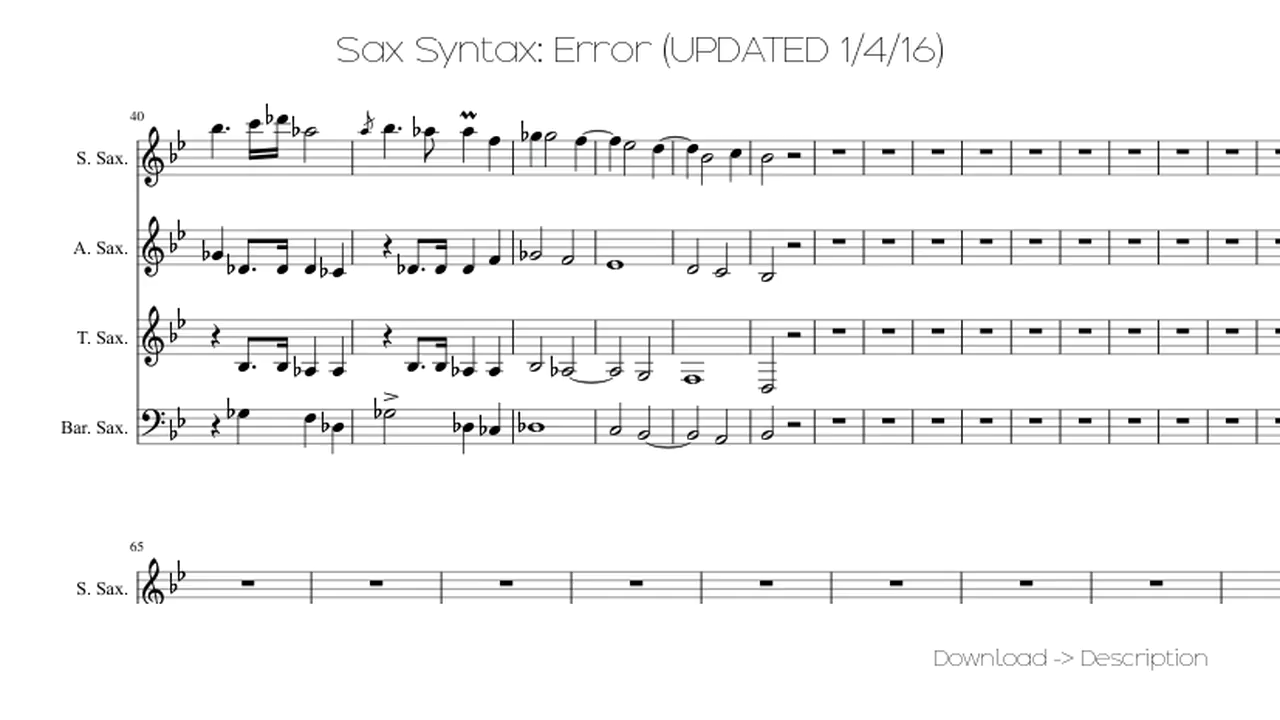 Sax Syntax: Error (UPDATED 1/4/16)
40
S. Sax.
A. Sax.
T. Sax.
Bar. Sax.
65
S. Sax.
Download -> Description